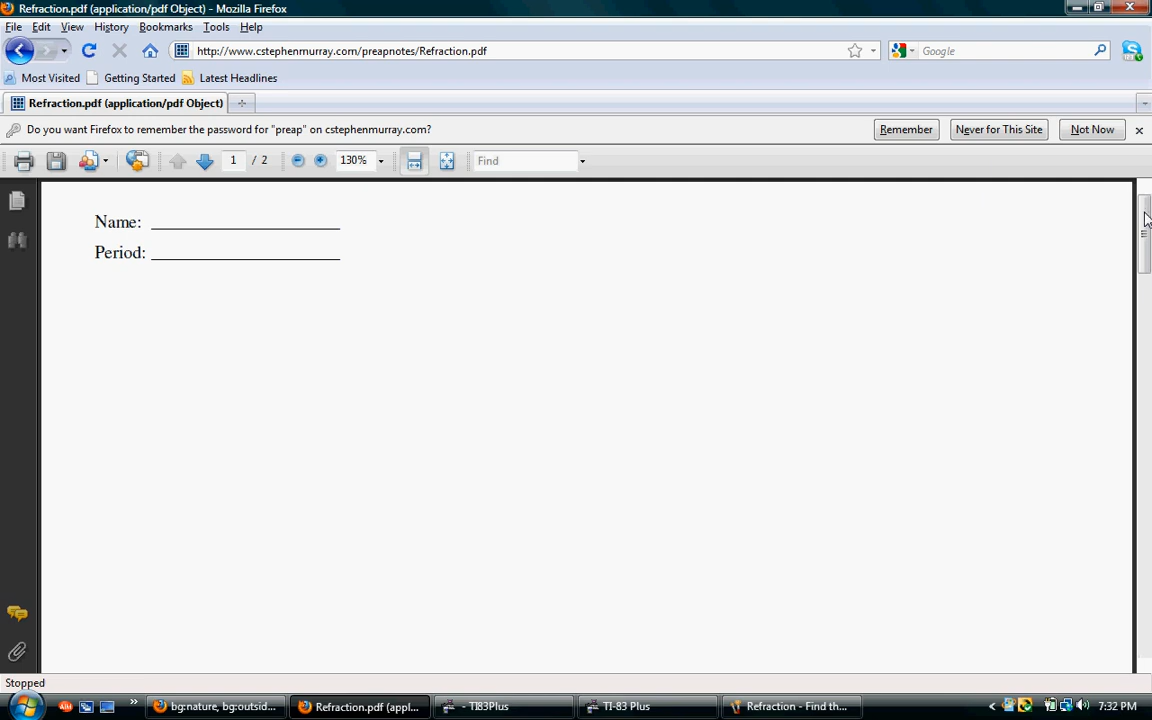 Refraction.pdf (application/pdf Object) - Mozilla Firefox
File Edit View History Bookmarks Tools Help
http://www.cstephenmurray.com/preapnotes/Refraction.pdf
Google
Most Visited Getting Started Latest Headlines
Refraction.pdf (application/pdf Object)
Do you want Firefox to remember the password for "preap" on cstephenmurray.com? Remember Never for This Site Not Now
1 / 2 130% Find
Name:
Period:
Stopped
bg:nature, bg:outsid... Refraction.pdf (appl... - TI83Plus TI-83 Plus Refraction - Find th... 7:32 PM